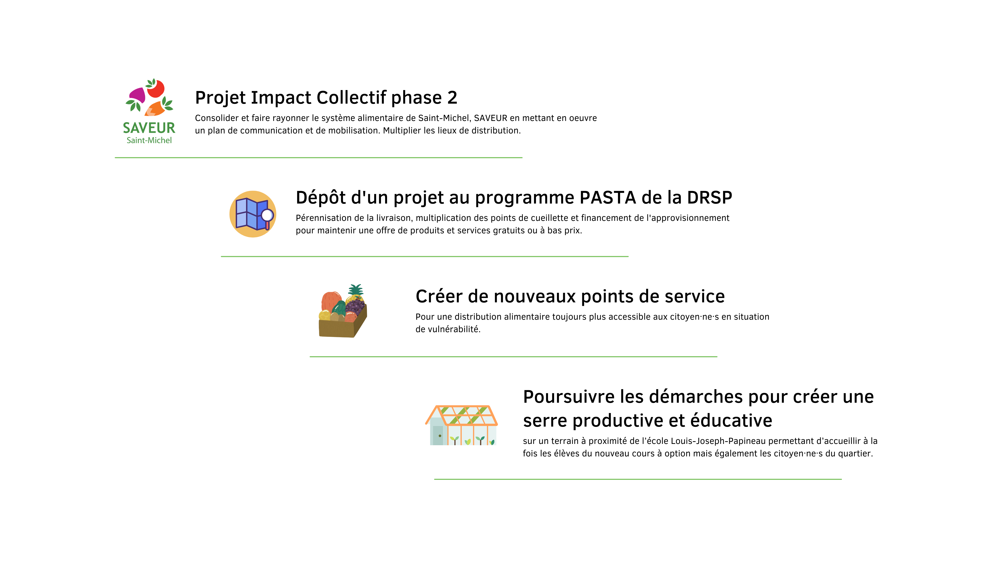 SAVEUR
Saint-Michel
Projet Impact Collectif phase 2
Consolider et faire rayonner le système alimentaire de Saint-Michel, SAVEUR en mettant en oeuvre
un plan de communication et de mobilisation. Multiplier les lieux de distribution.
Dépôt d'un projet au programme PASTA de la DRSP
Pérennisation de la livraison, multiplication des points de cueillette et financement de l'approvisionnement
pour maintenir une offre de produits et services gratuits ou à bas prix.
Créer de nouveaux points de service
Pour une distribution alimentaire toujours plus accessible aux citoyen·ne·s en situation
de vulnérabilité.
Poursuivre les démarches pour créer une
serre productive et éducative
sur un terrain à proximité de l’école Louis-Joseph-Papineau permettant d’accueillir à la
fois les élèves du nouveau cours à option mais également les citoyen·ne·s du quartier.